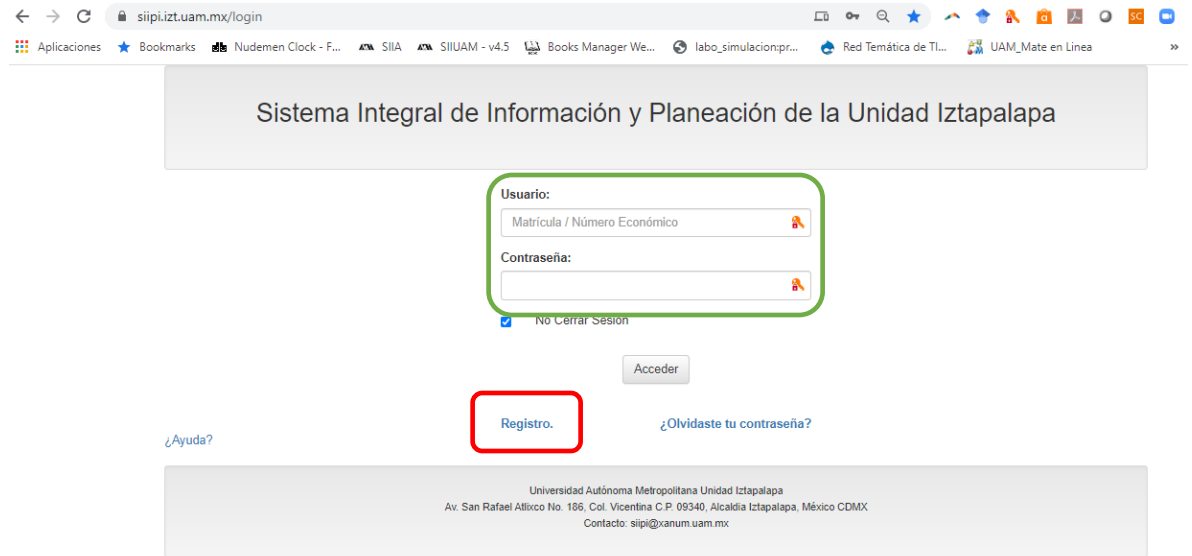 siipi.izt.uam.mx/login
Aplicaciones Bookmarks Nudemen Clock - F... SIIA SIIUAM - v4.5 Books Manager We... labo_simulacion:pr... Red Temática de TI... UAM_Mate en Linea »
Sistema Integral de Información y Planeación de la Unidad Iztapalapa
Usuario:
Matrícula / Número Económico
Contraseña:
No Cerrar Sesión
Acceder
Registro. ¿Olvidaste tu contraseña?
¿Ayuda?
Universidad Autónoma Metropolitana Unidad Iztapalapa
Av. San Rafael Atlixco No. 186, Col. Vicentina C.P. 09340, Alcaldia Iztapalapa, México CDMX
Contacto: siipi@xanum.uam.mx